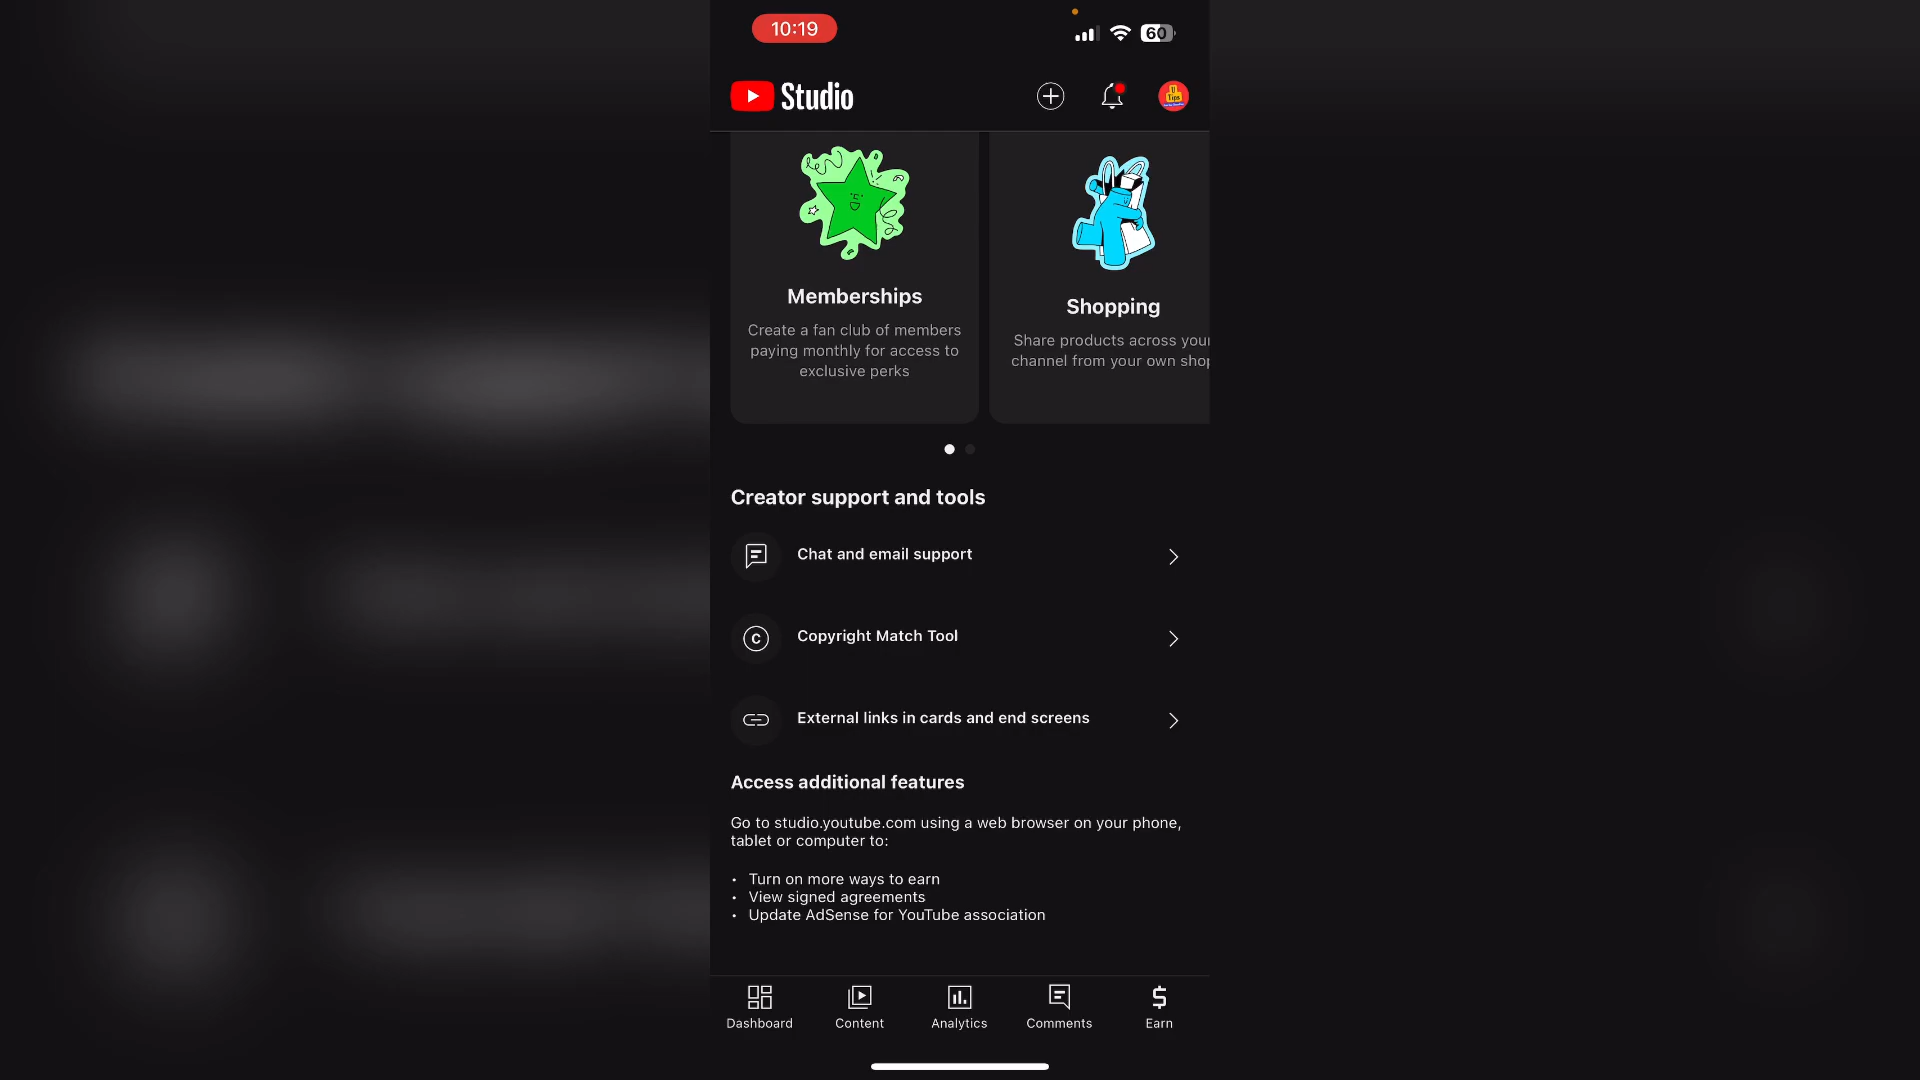 10:19
60
Studio
U
Tips
Memberships
Create a fan club of members
paying monthly for access to
exclusive perks
Shopping
Share products across your
channel from your own shop
Creator support and tools
Chat and email support
C
Copyright Match Tool
External links in cards and end screens
Access additional features
Go to studio.youtube.com using a web browser on your phone,
tablet or computer to:
• Turn on more ways to earn
• View signed agreements
• Update AdSense for YouTube association
Dashboard
Content
Analytics
Comments
$
Earn